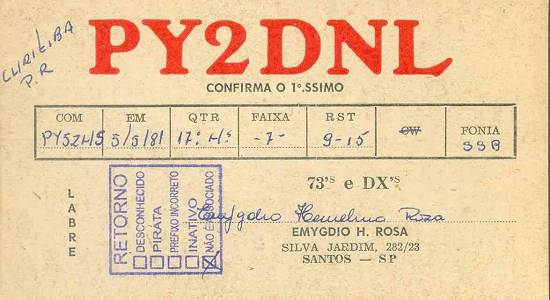 CURITIBA
P.R
PY2DNL
CONFIRMA O 1º.SSIMO
COM EM QTR FAIXA RST CW FONIA
PY5ZHS 5/5/81 17: Hs -7- 9-15 SSB
LABRE
RETORNO
DESCONHECIDO
PIRATA
PREFIXO INCORRETO
INATIVO
NÃO É ASSOCIADO
73'S e DX'S
Emygdio Rosa
EMYGDIO H. ROSA
SILVA JARDIM, 282/23
SANTOS — SP